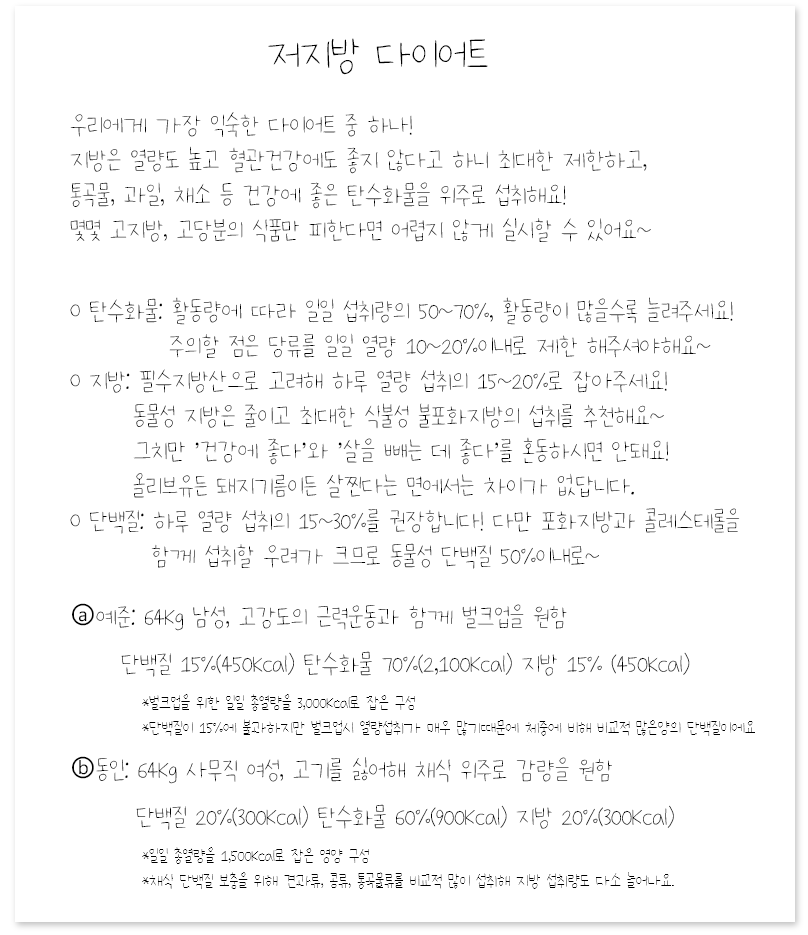 저지방 다이어트
우리에게 가장 익숙한 다이어트 중 하나!
지방은 열량도 높고 혈관건강에도 좋지 않다고 하니 최대한 제한하고,
통곡물, 과일, 채소 등 건강에 좋은 탄수화물을 위주로 섭취해요!
몇몇 고지방, 고당분의 식품만 피한다면 어렵지 않게 실시할 수 있어요~
ㅇ 탄수화물: 활동량에 따라 일일 섭취량의 50~70%, 활동량이 많을수록 늘려주세요!
주의할 점은 당류를 일일 열량 10~20%이내로 제한 해주셔야해요~
ㅇ 지방: 필수지방산으로 고려해 하루 열량 섭취의 15~20%로 잡아주세요!
동물성 지방은 줄이고 최대한 식물성 불포화지방의 섭취를 추천해요~
그치만 '건강에 좋다'와 '살을 빼는 데 좋다'를 혼동하시면 안돼요!
올리브유든 돼지기름이든 살찐다는 면에서는 차이가 없답니다.
ㅇ 단백질: 하루 열량 섭취의 15~30%를 권장합니다! 다만 포화지방과 콜레스테롤을
함께 섭취할 우려가 크므로 동물성 단백질 50%이내로~
ⓐ예준: 64Kg 남성, 고강도의 근력운동과 함께 벌크업을 원함
단백질 15%(450Kcal) 탄수화물 70%(2,100Kcal) 지방 15% (450Kcal)
*벌크업을 위한 일일 총열량을 3,000Kcal로 잡은 구성
*단백질이 15%에 불과하지만 벌크업시 열량섭취가 매우 많기때문에 체중에 비해 비교적 많은양의 단백질이에요
ⓑ동인: 64Kg 사무직 여성, 고기를 싫어해 채식 위주로 감량을 원함
단백질 20%(300Kcal) 탄수화물 60%(900Kcal) 지방 20%(300Kcal)
*일일 총열량을 1,500Kcal로 잡은 영양 구성
*채식 단백질 보충을 위해 견과류, 콩류, 통곡물류를 비교적 많이 섭취해 지방 섭취량도 다소 늘어나요.